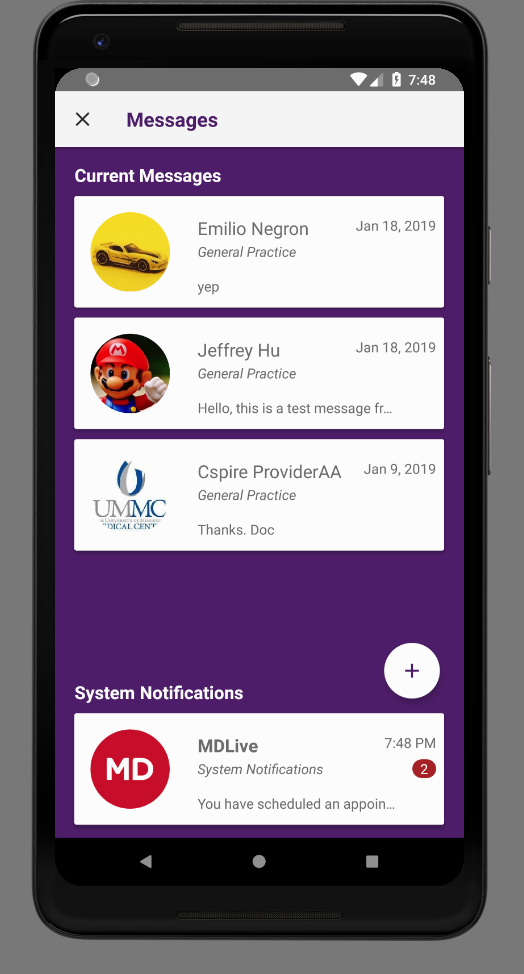 7:48
Messages
Current Messages
Emilio Negron
Jan 18, 2019
General Practice
yep
M
Jeffrey Hu
Jan 18, 2019
General Practice
Hello, this is a test message fr…
UMMC
DICAL CENT
Cspire ProviderAA
Jan 9, 2019
General Practice
Thanks. Doc
+
System Notifications
MD
MDLive
7:48 PM
System Notifications
2
You have scheduled an appoin…